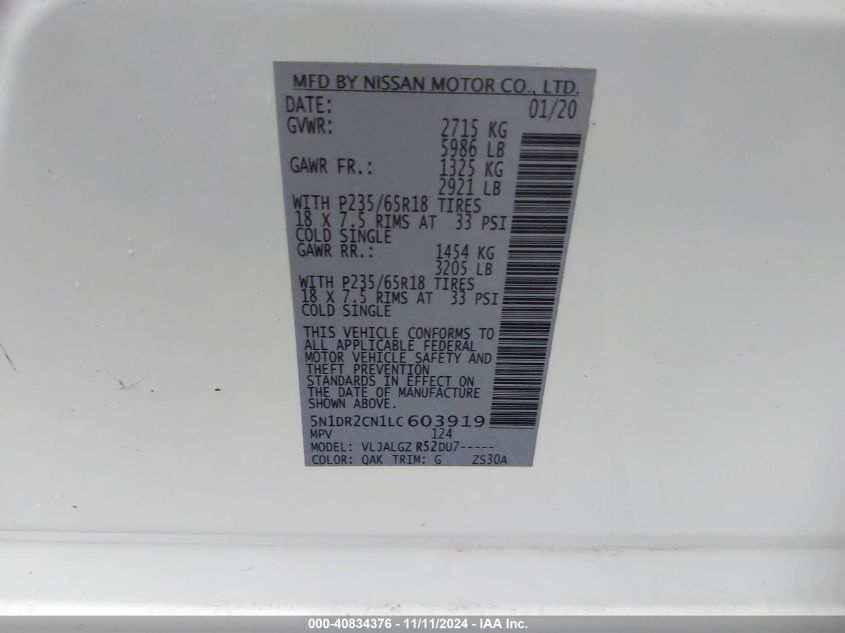 MFD BY NISSAN MOTOR CO., LTD.
DATE: 01/20
GVWR: 2715 KG
5986 LB
GAWR FR.: 1325 KG
2921 LB
WITH P235/65R18 TIRES
18 X 7.5 RIMS AT 33 PSI
COLD SINGLE
GAWR RR.: 1454 KG
3205 LB
WITH P235/65R18 TIRES
18 X 7.5 RIMS AT 33 PSI
COLD SINGLE
THIS VEHICLE CONFORMS TO
ALL APPLICABLE FEDERAL
MOTOR VEHICLE SAFETY AND
THEFT PREVENTION
STANDARDS IN EFFECT ON
THE DATE OF MANUFACTURE
SHOWN ABOVE.
5N1DR2CN1LC603919
MPV 124
MODEL: VLJALGZ R52DU7-----
COLOR: QAK TRIM: G ZS30A
000-40834376 - 11/11/2024 - IAA Inc.